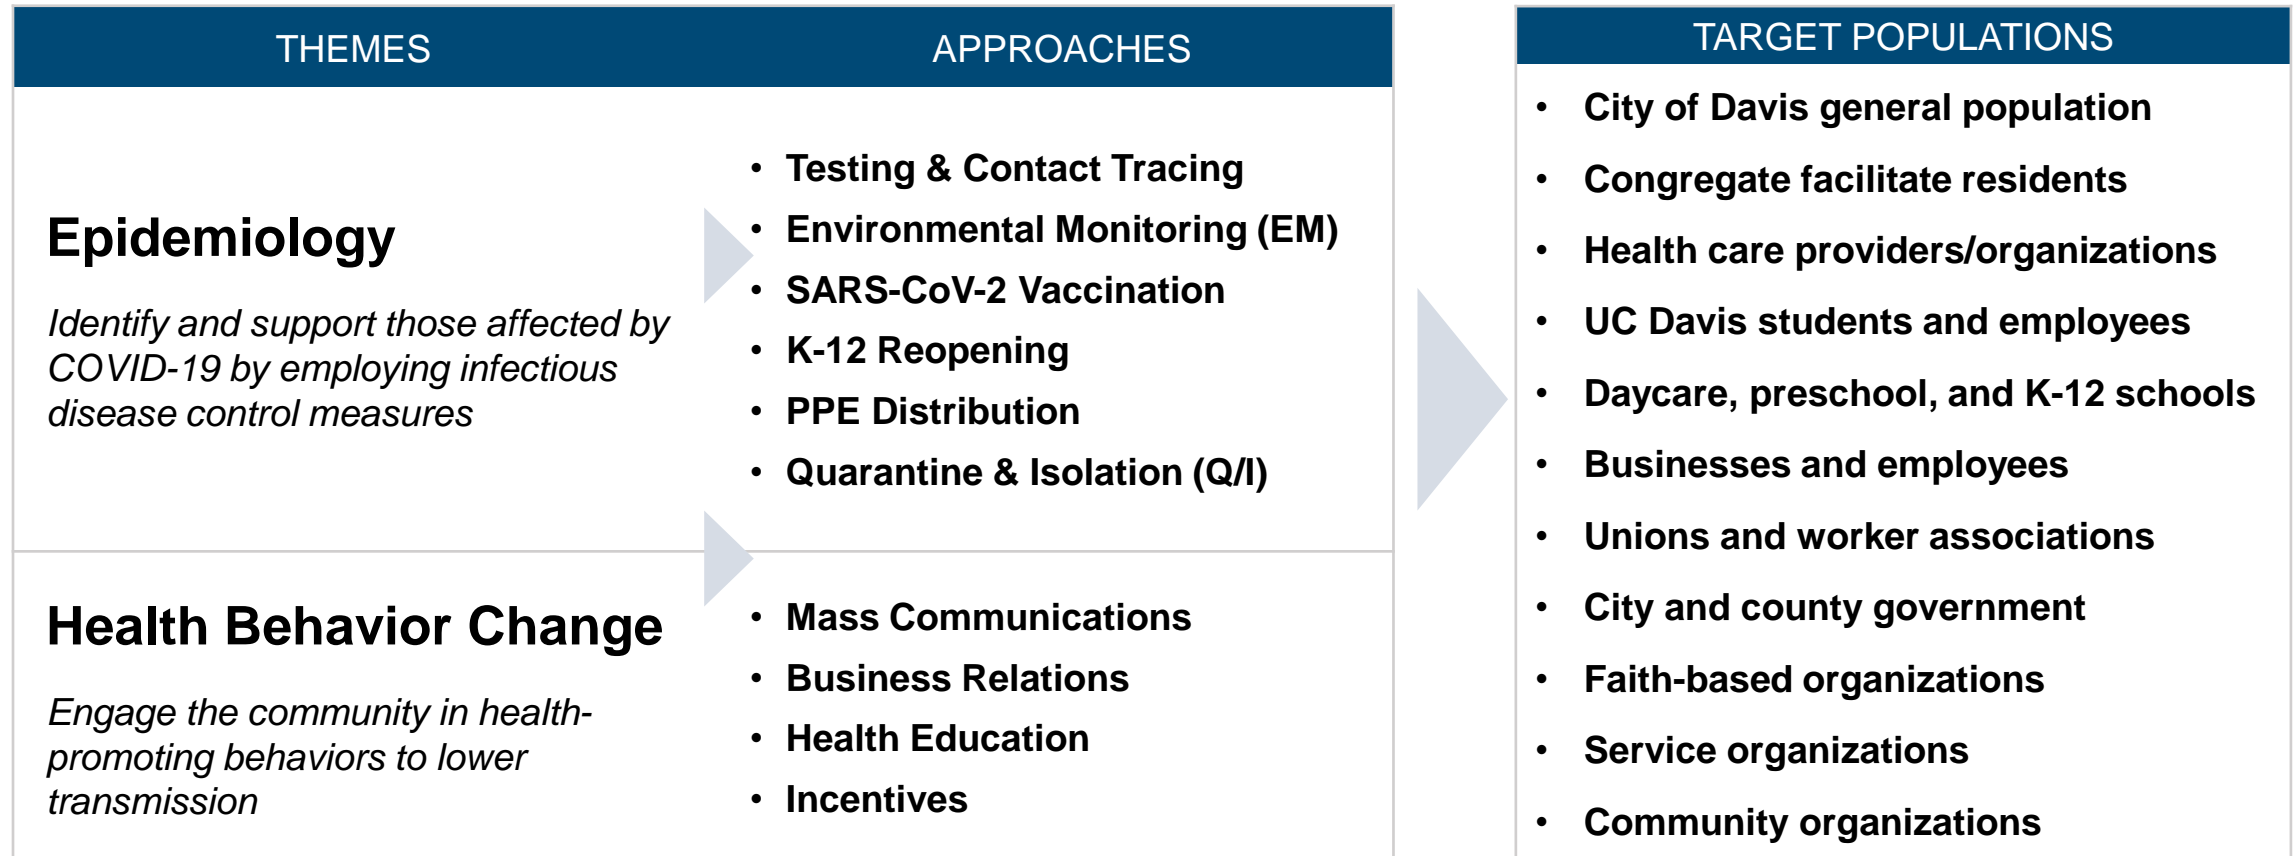 THEMES
APPROACHES
Epidemiology
Identify and support those affected by
COVID-19 by employing infectious
disease control measures
• Testing & Contact Tracing
• Environmental Monitoring (EM)
• SARS-CoV-2 Vaccination
• K-12 Reopening
• PPE Distribution
• Quarantine & Isolation (Q/I)
Health Behavior Change
Engage the community in health-
promoting behaviors to lower
transmission
• Mass Communications
• Business Relations
• Health Education
• Incentives
TARGET POPULATIONS
• City of Davis general population
• Congregate facilitate residents
• Health care providers/organizations
• UC Davis students and employees
• Daycare, preschool, and K-12 schools
• Businesses and employees
• Unions and worker associations
• City and county government
• Faith-based organizations
• Service organizations
• Community organizations